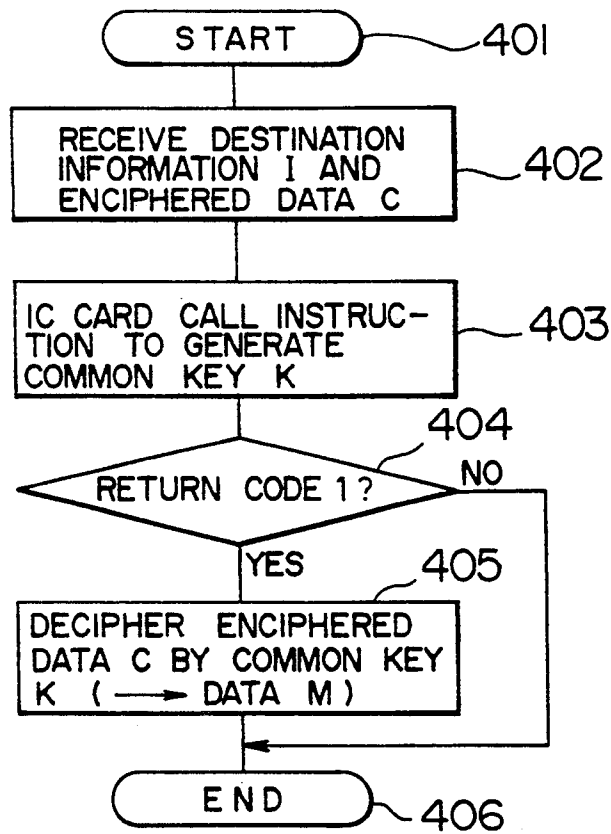 START
401
RECEIVE DESTINATION
INFORMATION I AND
ENCIPHERED DATA C
402
IC CARD CALL INSTRUC-
TION TO GENERATE
COMMON KEY K
403
404
RETURN CODE 1?
NO
YES
405
DECIPHER ENCIPHERED
DATA C BY COMMON KEY
K ( → DATA M)
END
406